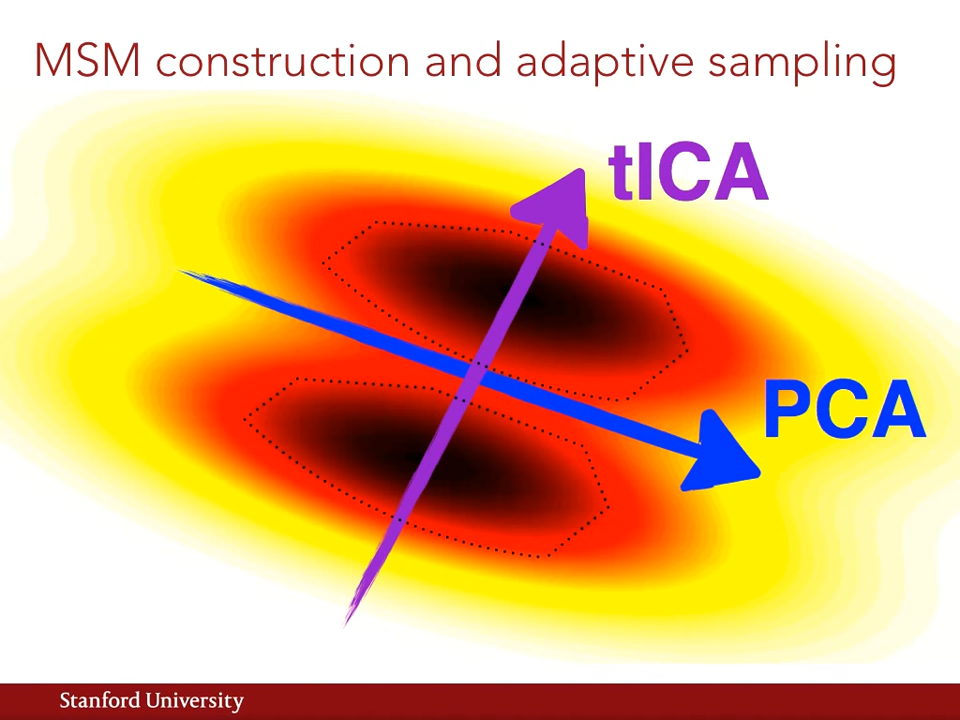 MSM construction and adaptive sampling
tICA
PCA
Stanford University